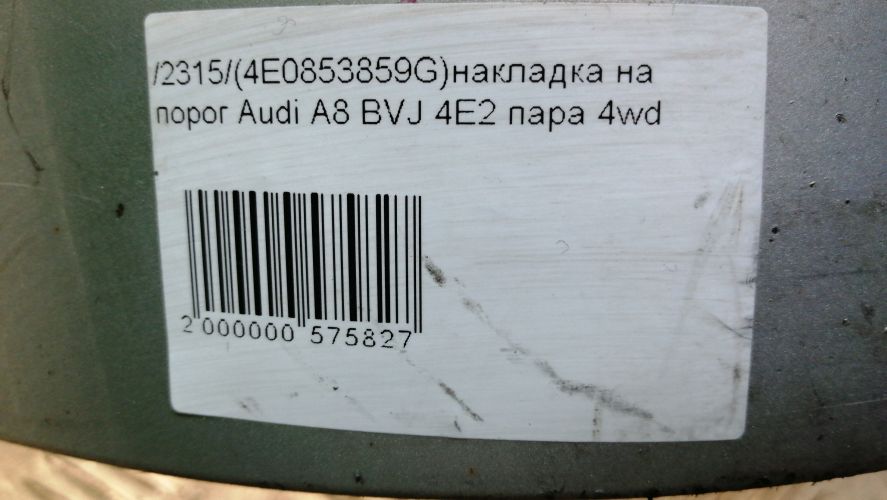 /2315/(4E0853859G)накладка на
порог Audi A8 BVJ 4E2 пара 4wd
2 000000 575827